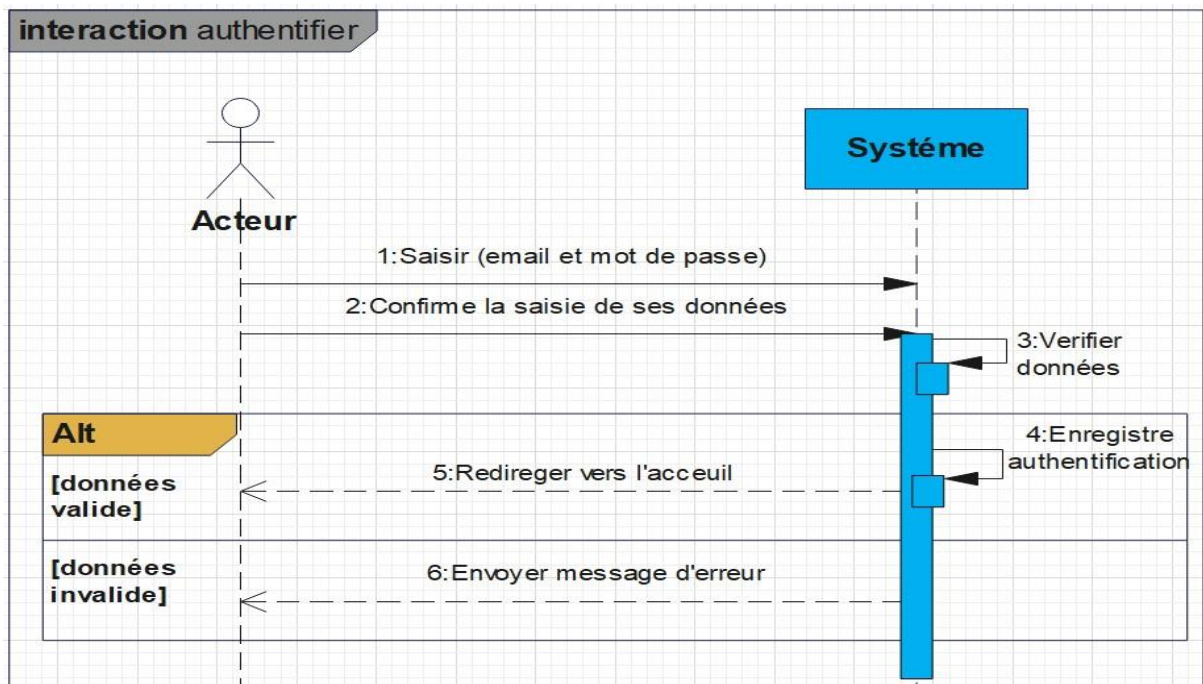 interaction authentifier
Systéme
Acteur
1:Saisir (email et mot de passe)
2:Confirme la saisie de ses données
3:Verifier
données
Alt
4:Enregistre
authentification
5:Redireger vers l'acceuil
[données
valide]
[données
invalide]
6:Envoyer message d'erreur